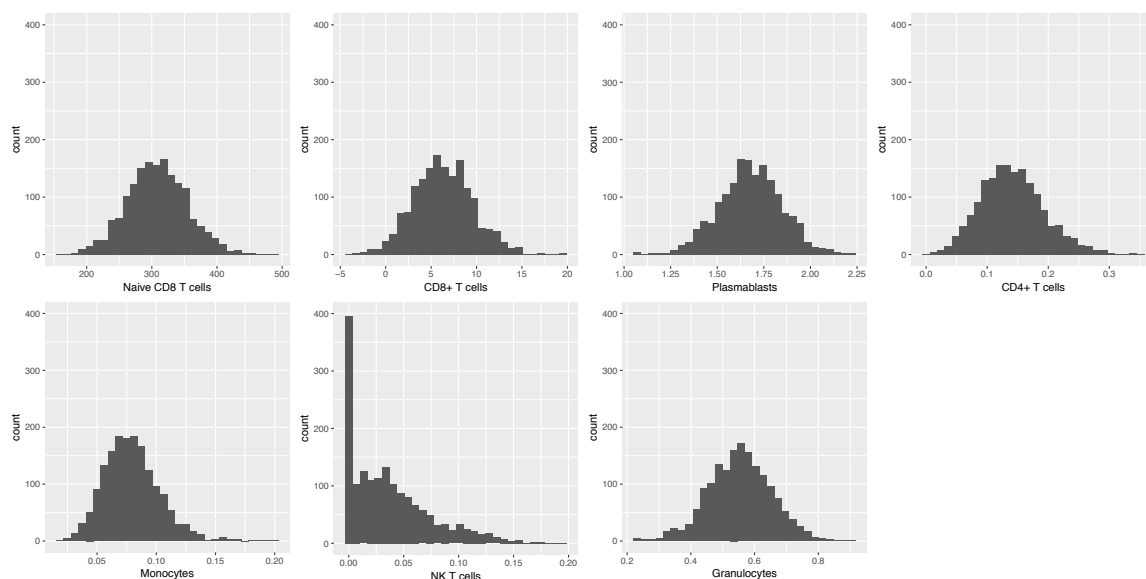 400
300
200
100
0
count
200 300 400 500
Naive CD8 T cells
400
300
200
100
0
count
−5 0 5 10 15 20
CD8+ T cells
400
300
200
100
0
count
1.00 1.25 1.50 1.75 2.00 2.25
Plasmablasts
400
300
200
100
0
count
0.0 0.1 0.2 0.3
CD4+ T cells
400
300
200
100
0
count
0.05 0.10 0.15 0.20
Monocytes
400
300
200
100
0
count
0.00 0.05 0.10 0.15 0.20
NK T cells
400
300
200
100
0
count
0.2 0.4 0.6 0.8
Granulocytes